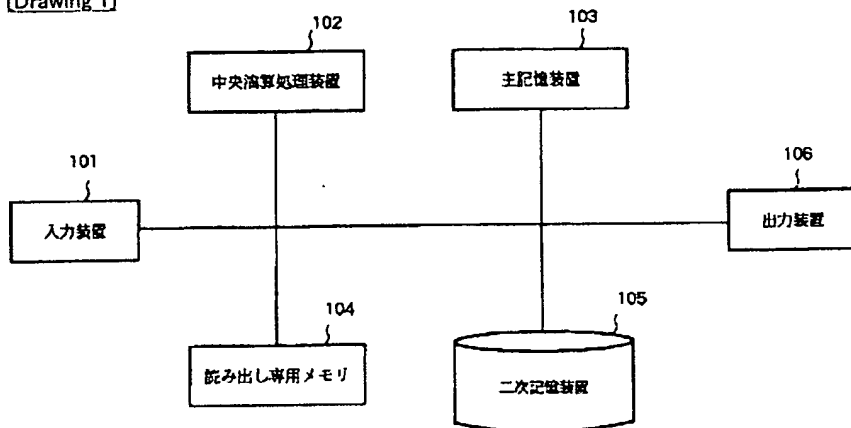 [Drawing 1]
102
中央演算処理装置
103
主記憶装置
101
入力装置
106
出力装置
104
読み出し専用メモリ
105
二次記憶装置